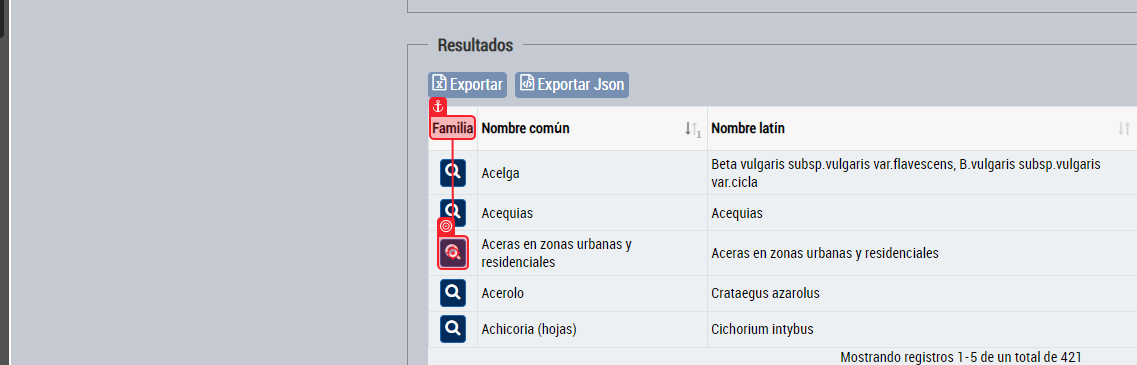 Resultados
Exportar Exportar Json
Familia Nombre común Nombre latín
Acelga Beta vulgaris subsp.vulgaris var.flavescens, B.vulgaris subsp.vulgaris var.cicla
Acequias Acequias
Aceras en zonas urbanas y residenciales Aceras en zonas urbanas y residenciales
Acerolo Crataegus azarolus
Achicoria (hojas) Cichorium intybus
Mostrando registros 1-5 de un total de 421